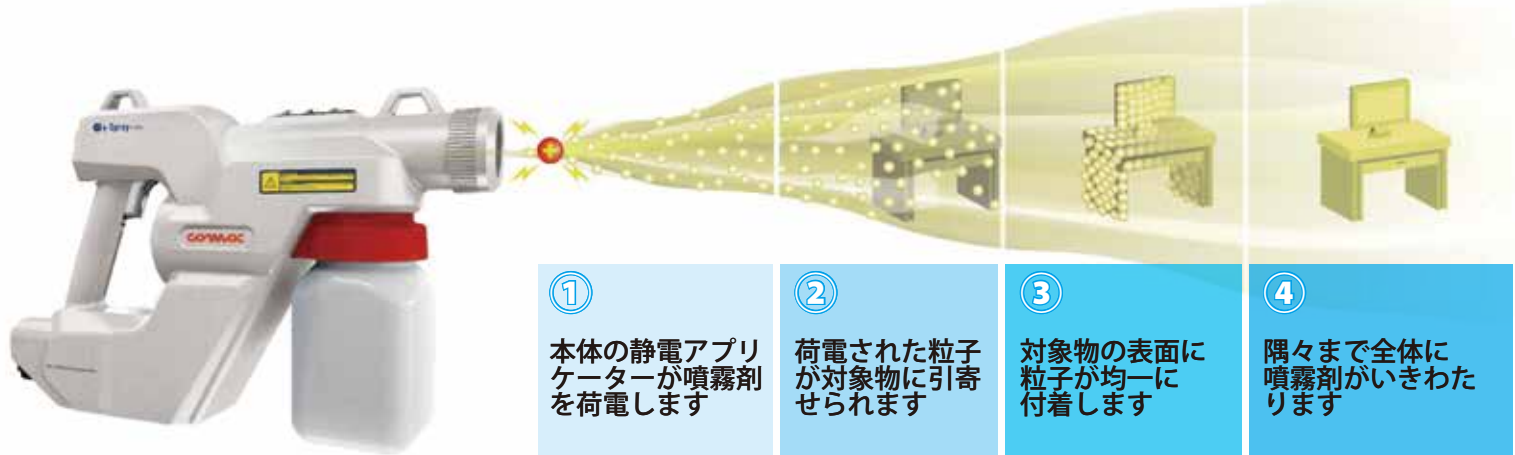 e-Spray
COMAC
①
本体の静電アプリ
ケーターが噴霧剤
を荷電します
②
荷電された粒子
が対象物に引寄
せられます
③
対象物の表面に
粒子が均一に
付着します
④
隅々まで全体に
噴霧剤がいきわた
ります